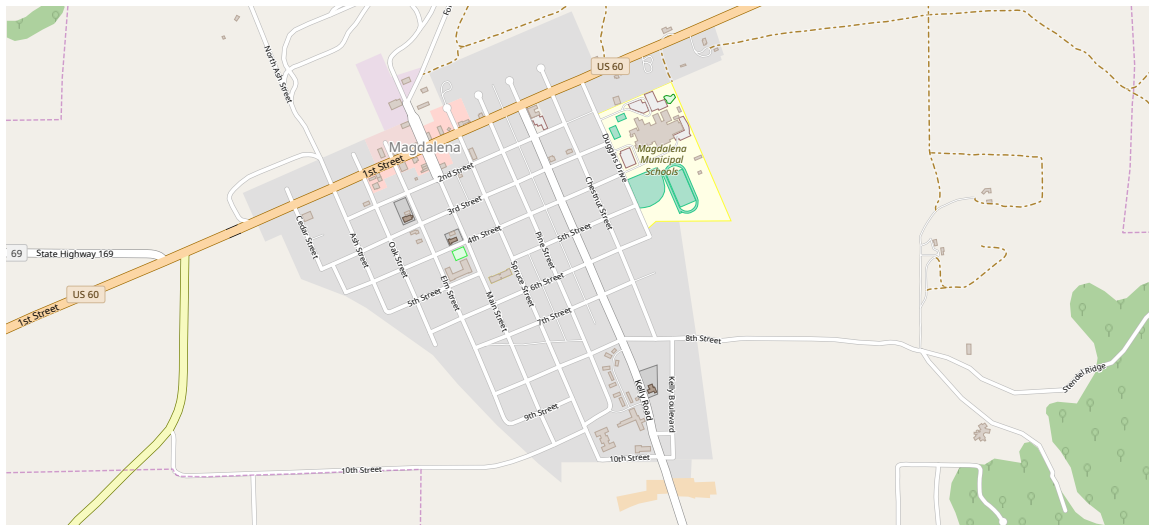 Fo
North Ash Street
US 60
Magdalena
1st Street
2nd Street
Duggins Drive
Magdalena
Municipal
Schools
Chestnut Street
3rd Street
Cedar Street
Ash Street
Oak Street
4th Street
Pine Street
5th Street
69
State Highway 169
US 60
1st Street
5th Street
Elm Street
Main Street
Spruce Street
6th Street
7th Street
8th Street
Stendel Ridge
Kelly Road
Kelly Boulevard
9th Street
10th Street
10th Street